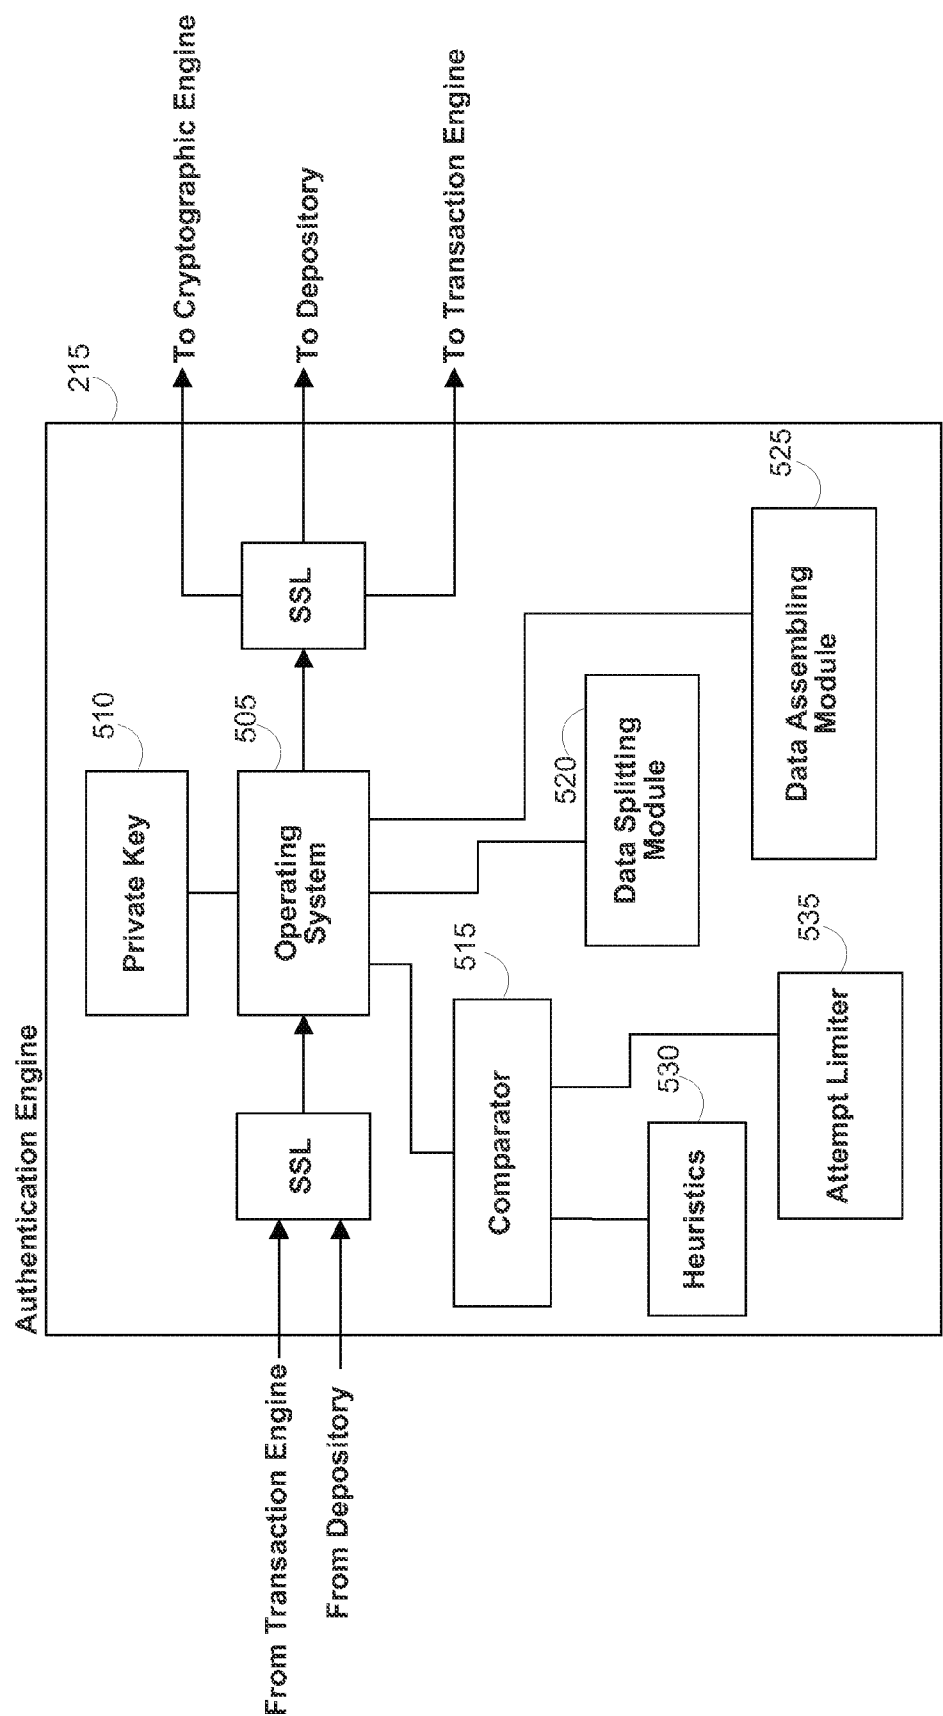 Authentication Engine
215
From Transaction Engine
From Depository
SSL
Private Key
510
Operating
System
505
SSL
To Cryptographic Engine
To Depository
To Transaction Engine
Comparator
515
Heuristics
530
Attempt Limiter
535
Data Splitting
Module
520
Data Assembling
Module
525